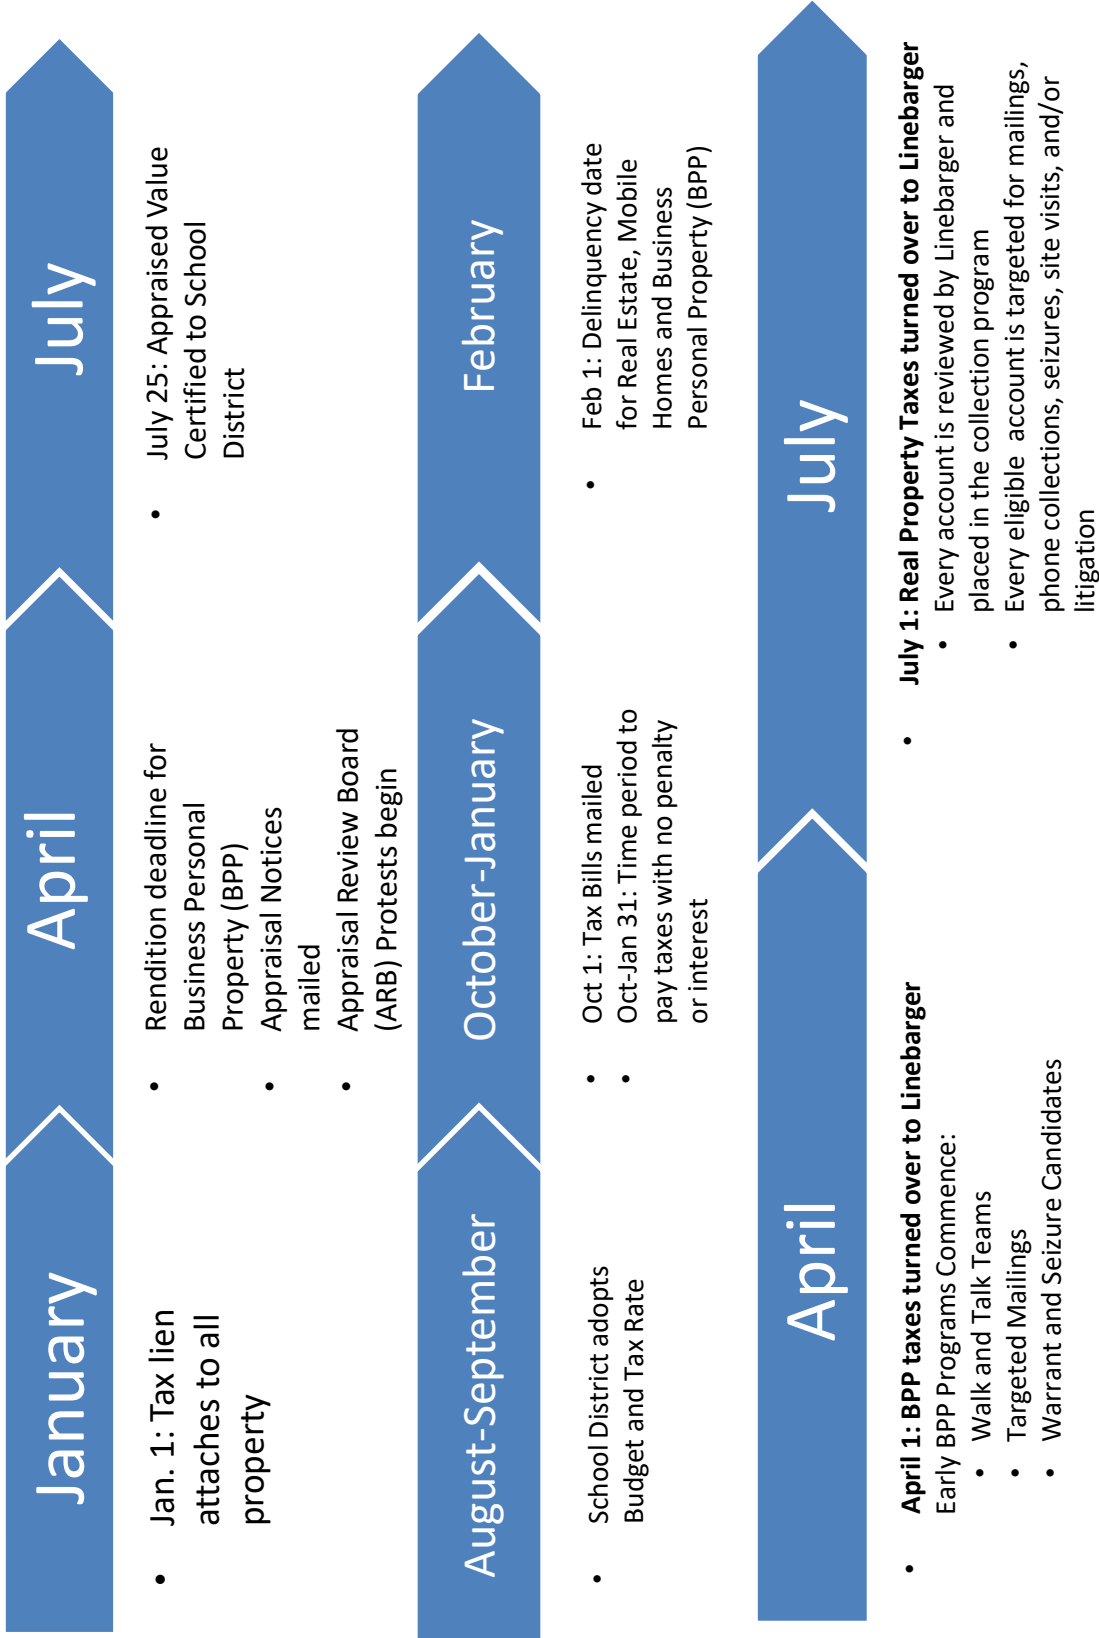 January
April
July
• Jan. 1: Tax lien
attaches to all
property
• Rendition deadline for
Business Personal
Property (BPP)
• Appraisal Notices
mailed
• Appraisal Review Board
(ARB) Protests begin
• July 25: Appraised Value
Certified to School
District
August-September
October-January
February
• School District adopts
Budget and Tax Rate
• Oct 1: Tax Bills mailed
• Oct-Jan 31: Time period to
pay taxes with no penalty
or interest
• Feb 1: Delinquency date
for Real Estate, Mobile
Homes and Business
Personal Property (BPP)
April
July
• April 1: BPP taxes turned over to Linebarger
Early BPP Programs Commence:
• Walk and Talk Teams
• Targeted Mailings
• Warrant and Seizure Candidates
• July 1: Real Property Taxes turned over to Linebarger
• Every account is reviewed by Linebarger and
placed in the collection program
• Every eligible account is targeted for mailings,
phone collections, seizures, site visits, and/or
litigation